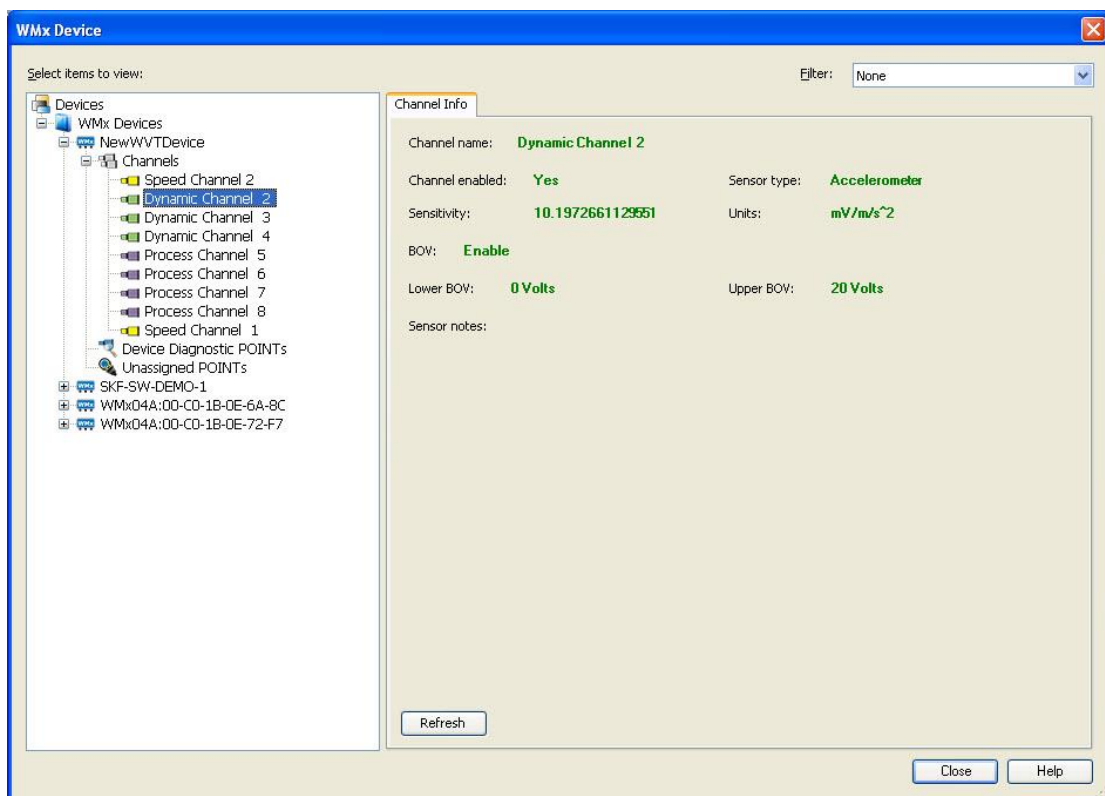 WMx Device
Select items to view:
Filter: None
Devices
WMx Devices
NewWVTDevice
Channels
Speed Channel 2
Dynamic Channel 2
Dynamic Channel 3
Dynamic Channel 4
Process Channel 5
Process Channel 6
Process Channel 7
Process Channel 8
Speed Channel 1
Device Diagnostic POINTs
Unassigned POINTs
SKF-SW-DEMO-1
WMx04A:00-C0-1B-0E-6A-8C
WMx04A:00-C0-1B-0E-72-F7
Channel Info
Channel name: Dynamic Channel 2
Channel enabled: Yes Sensor type: Accelerometer
Sensitivity: 10.1972661129551 Units: mV/m/s^2
BOV: Enable
Lower BOV: 0 Volts Upper BOV: 20 Volts
Sensor notes:
Refresh
Close Help